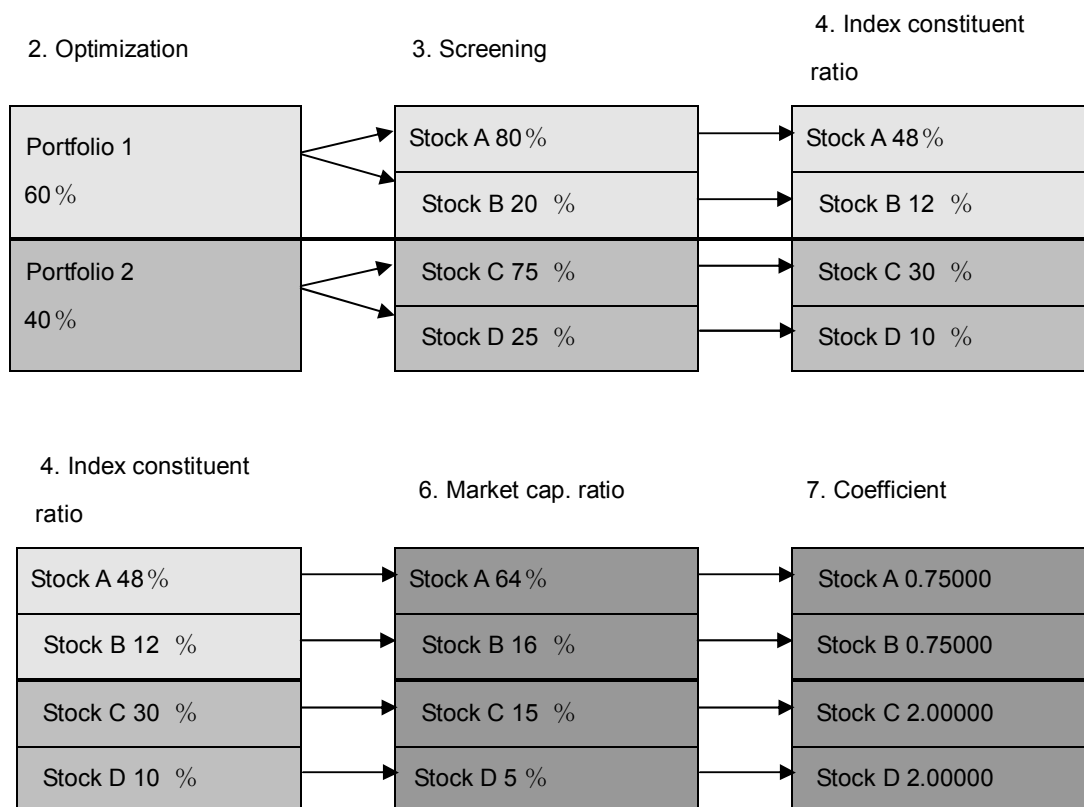 2. Optimization
3. Screening
4. Index constituent
ratio
Portfolio 1
60%
Stock A 80%
Stock B 20 %
Stock A 48%
Stock B 12 %
Portfolio 2
40%
Stock C 75 %
Stock D 25 %
Stock C 30 %
Stock D 10 %
4. Index constituent
ratio
6. Market cap. ratio
7. Coefficient
Stock A 48%
Stock A 64%
Stock A 0.75000
Stock B 12 %
Stock B 16 %
Stock B 0.75000
Stock C 30 %
Stock C 15 %
Stock C 2.00000
Stock D 10 %
Stock D 5 %
Stock D 2.00000